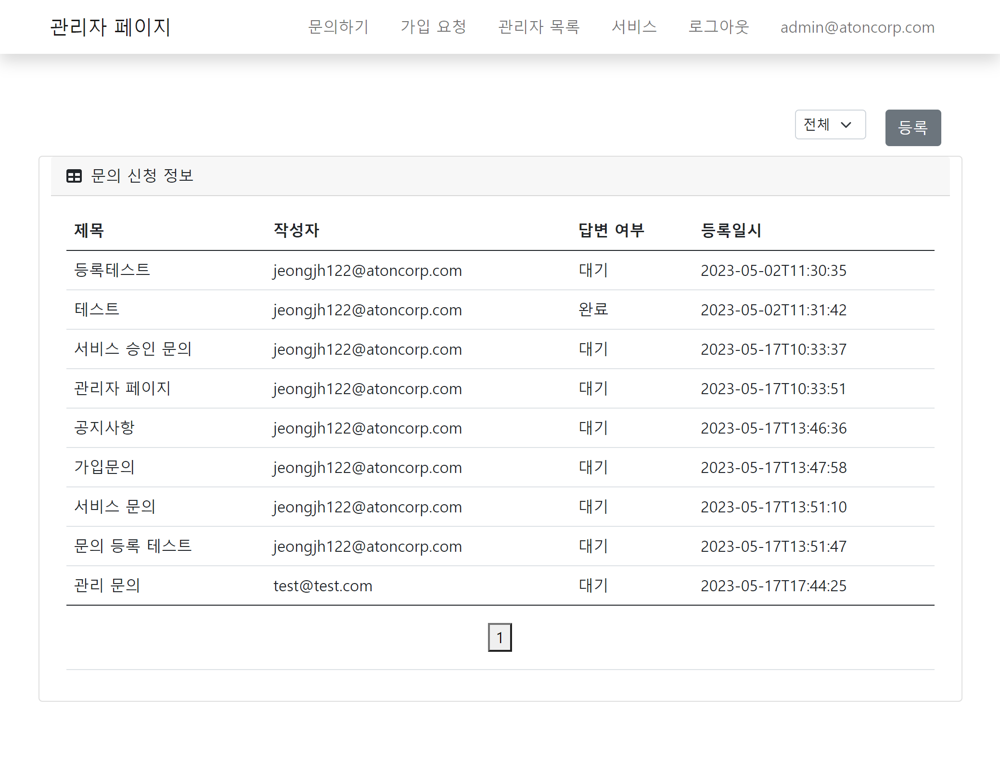 관리자 페이지 문의하기 가입 요청 관리자 목록 서비스 로그아웃 admin@atoncorp.com
전체 등록
문의 신청 정보
제목 작성자 답변 여부 등록일시
등록테스트 jeongjh122@atoncorp.com 대기 2023-05-02T11:30:35
테스트 jeongjh122@atoncorp.com 완료 2023-05-02T11:31:42
서비스 승인 문의 jeongjh122@atoncorp.com 대기 2023-05-17T10:33:37
관리자 페이지 jeongjh122@atoncorp.com 대기 2023-05-17T10:33:51
공지사항 jeongjh122@atoncorp.com 대기 2023-05-17T13:46:36
가입문의 jeongjh122@atoncorp.com 대기 2023-05-17T13:47:58
서비스 문의 jeongjh122@atoncorp.com 대기 2023-05-17T13:51:10
문의 등록 테스트 jeongjh122@atoncorp.com 대기 2023-05-17T13:51:47
관리 문의 test@test.com 대기 2023-05-17T17:44:25
1